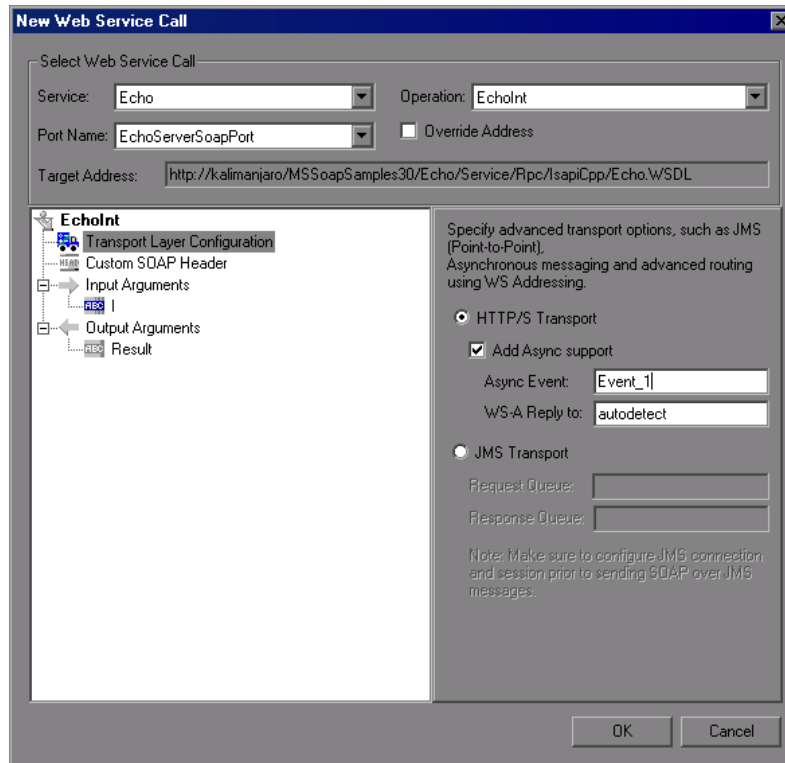 New Web Service Call
Select Web Service Call
Service: Echo Operation: EchoInt
Port Name: EchoServerSoapPort Override Address
Target Address: http://kalimanjaro/MSSoapSamples30/Echo/Service/Rpc/IsapiCpp/Echo.WSDL
EchoInt
Transport Layer Configuration
HEAD Custom SOAP Header
Input Arguments
ABC I
Output Arguments
ABC Result
Specify advanced transport options, such as JMS
(Point-to-Point),
Asynchronous messaging and advanced routing
using WS Addressing.
HTTP/S Transport
Add Async support
Async Event: Event_1
WS-A Reply to: autodetect
JMS Transport
Request Queue:
Response Queue:
Note: Make sure to configure JMS connection
and session prior to sending SOAP over JMS
messages.
OK Cancel